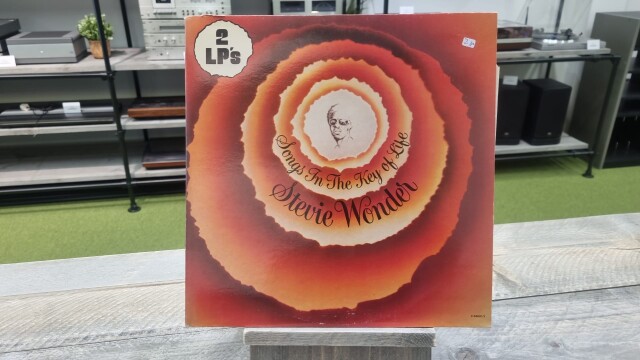 2
LP's
Songs In The Key of Life
Stevie Wonder